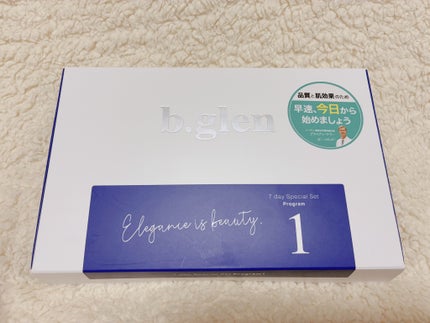 b.glen
品質と肌効果のため
早速、今日から
始めましょう
7 day Special Set
Program
1
Elegance is beauty.